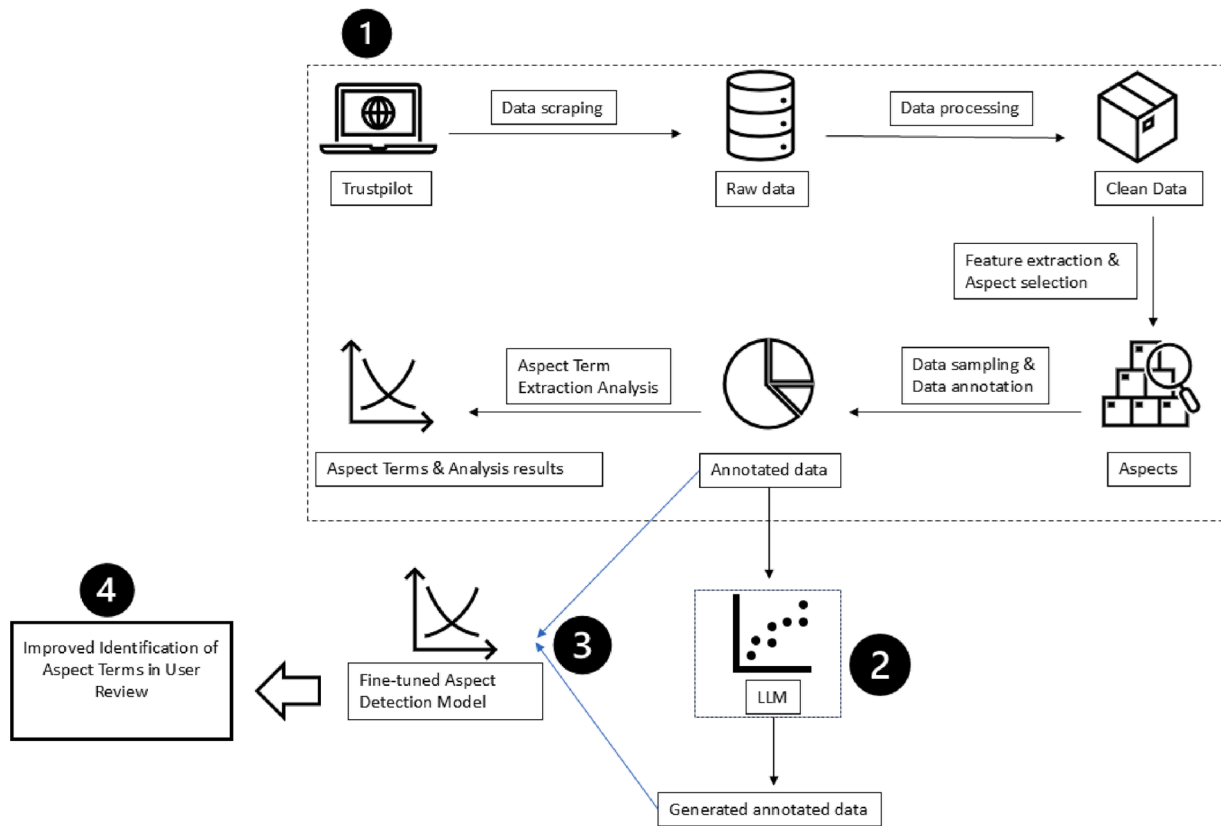 1
Data scraping
Data processing
Trustpilot
Raw data
Clean Data
Feature extraction &
Aspect selection
Aspect Term
Extraction Analysis
Data sampling &
Data annotation
Aspect Terms & Analysis results
Annotated data
Aspects
4
Improved Identification of
Aspect Terms in User
Review
3
Fine-tuned Aspect
Detection Model
2
LLM
Generated annotated data